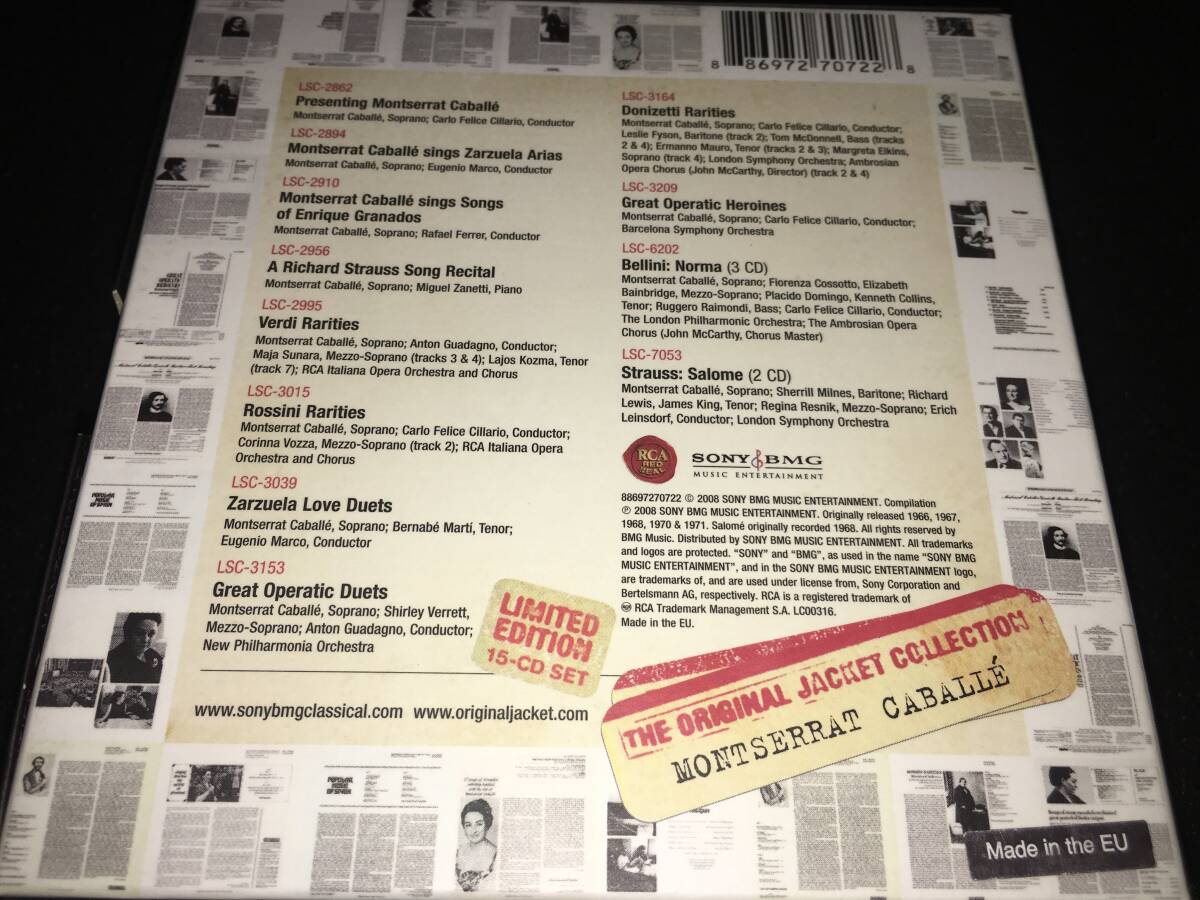 8 86972 70722 8
LSC-2862
Presenting Montserrat Caballé
Montserrat Caballé, Soprano; Carlo Felice Cillario, Conductor
LSC-2894
Montserrat Caballé sings Zarzuela Arias
Montserrat Caballé, Soprano; Eugenio Marco, Conductor
LSC-2910
Montserrat Caballé sings Songs
of Enrique Granados
Montserrat Caballé, Soprano; Rafael Ferrer, Conductor
LSC-2956
A Richard Strauss Song Recital
Montserrat Caballé, Soprano; Miguel Zanetti, Piano
LSC-2995
Verdi Rarities
Montserrat Caballé, Soprano; Anton Guadagno, Conductor;
Maja Sunara, Mezzo-Soprano (tracks 3 & 4); Lajos Kozma, Tenor
(track 7); RCA Italiana Opera Orchestra and Chorus
LSC-3015
Rossini Rarities
Montserrat Caballé, Soprano; Carlo Felice Cillario, Conductor;
Corinna Vozza, Mezzo-Soprano (track 2); RCA Italiana Opera
Orchestra and Chorus
LSC-3039
Zarzuela Love Duets
Montserrat Caballé, Soprano; Bernabé Martí, Tenor;
Eugenio Marco, Conductor
LSC-3153
Great Operatic Duets
Montserrat Caballé, Soprano; Shirley Verrett,
Mezzo-Soprano; Anton Guadagno, Conductor;
New Philharmonia Orchestra
LIMITED
EDITION
15-CD SET
www.sonybmgclassical.com www.originaljacket.com
LSC-3164
Donizetti Rarities
Montserrat Caballé, Soprano; Carlo Felice Cillario, Conductor;
Leslie Fyson, Baritone (track 2); Tom McDonnell, Bass (tracks
2 & 4); Ermanno Mauro, Tenor (tracks 2 & 3); Margreta Elkins,
Soprano (track 4); London Symphony Orchestra; Ambrosian
Opera Chorus (John McCarthy, Director) (track 2 & 4)
LSC-3209
Great Operatic Heroines
Montserrat Caballé, Soprano; Carlo Felice Cillario, Conductor;
Barcelona Symphony Orchestra
LSC-6202
Bellini: Norma (3 CD)
Montserrat Caballé, Soprano; Fiorenza Cossotto, Elizabeth
Bainbridge, Mezzo-Soprano; Placido Domingo, Kenneth Collins,
Tenor; Ruggero Raimondi, Bass; Carlo Felice Cillario, Conductor;
The London Philharmonic Orchestra; The Ambrosian Opera
Chorus (John McCarthy, Chorus Master)
LSC-7053
Strauss: Salome (2 CD)
Montserrat Caballé, Soprano; Sherrill Milnes, Baritone; Richard
Lewis, James King, Tenor; Regina Resnik, Mezzo-Soprano; Erich
Leinsdorf, Conductor; London Symphony Orchestra
RCA
RED
SEAL
SONY BMG
MUSIC ENTERTAINMENT
88697270722 © 2008 SONY BMG MUSIC ENTERTAINMENT. Compilation
℗ 2008 SONY BMG MUSIC ENTERTAINMENT. Originally released 1966, 1967,
1968, 1970 & 1971. Salomé originally recorded 1968. All rights reserved by
BMG Music. Distributed by SONY BMG MUSIC ENTERTAINMENT. All trademarks
and logos are protected. "SONY" and "BMG", as used in the name "SONY BMG
MUSIC ENTERTAINMENT", and in the SONY BMG MUSIC ENTERTAINMENT logo,
are trademarks of, and are used under license from, Sony Corporation and
Bertelsmann AG, respectively. RCA is a registered trademark of
RCA Trademark Management S.A. LC00316.
Made in the EU.
THE ORIGINAL JACKET COLLECTION
MONTSERRAT CABALLÉ
Made in the EU